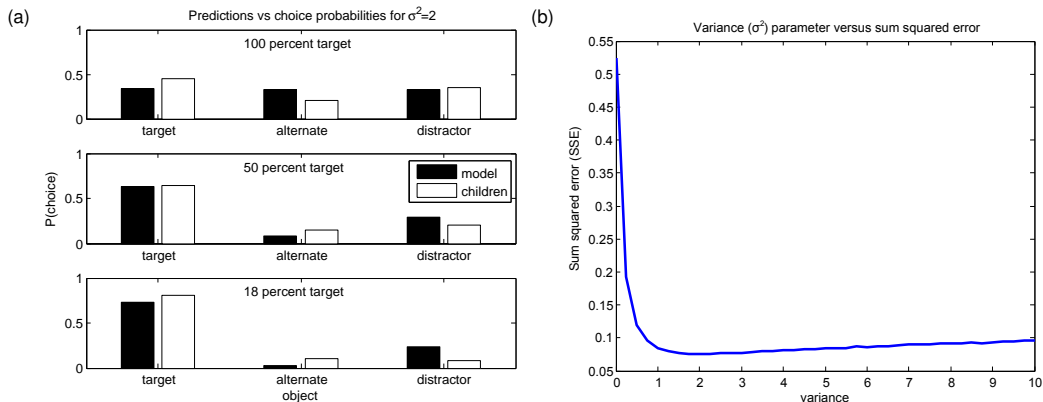 (a)
Predictions vs choice probabilities for σ²=2
1
0.5
0
100 percent target
target alternate distractor
1
0.5
0
50 percent target
model
children
P(choice)
target alternate distractor
1
0.5
0
18 percent target
target alternate distractor
object
(b)
Variance (σ²) parameter versus sum squared error
0.55
0.5
0.45
0.4
0.35
0.3
0.25
0.2
0.15
0.1
0.05
Sum squared error (SSE)
0 1 2 3 4 5 6 7 8 9 10
variance